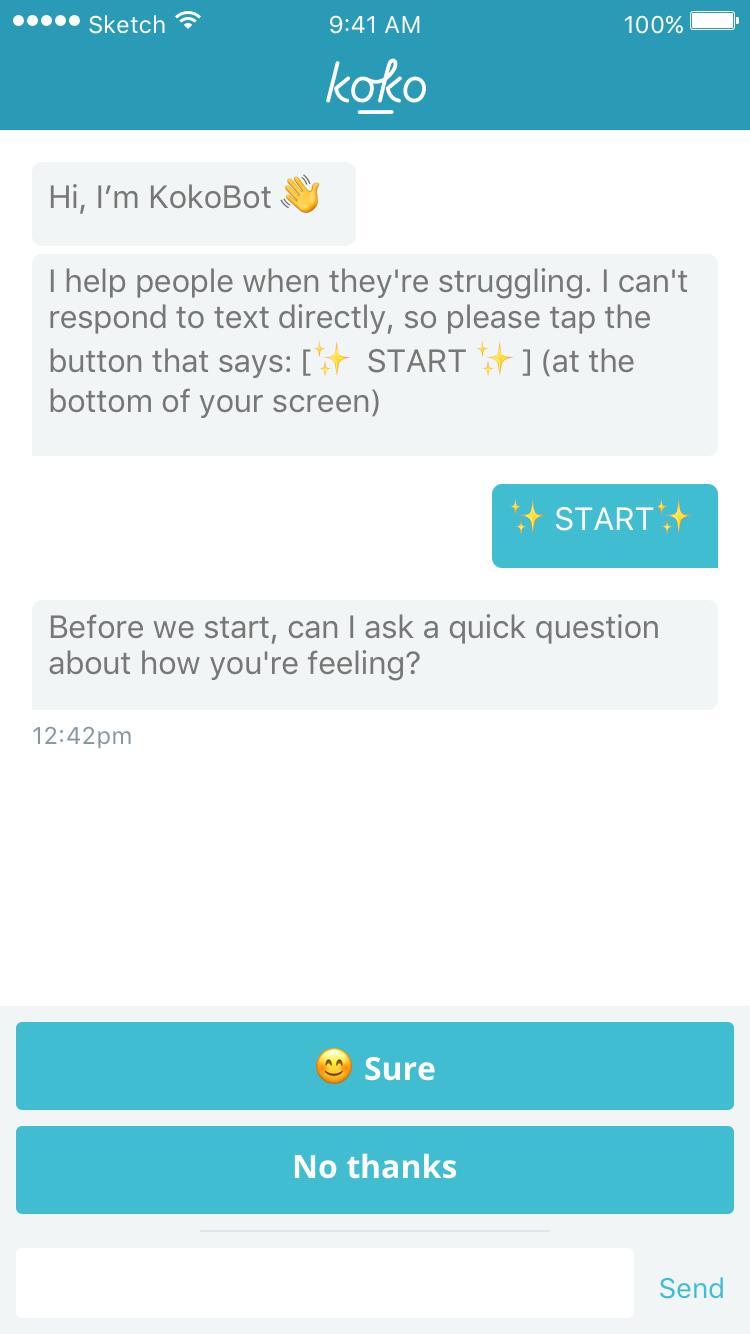 Sketch 9:41 AM 100%
koko
Hi, I’m KokoBot 👋
I help people when they're struggling. I can't
respond to text directly, so please tap the
button that says: [✨ START ✨ ] (at the
bottom of your screen)
✨ START✨
Before we start, can I ask a quick question
about how you're feeling?
12:42pm
😊 Sure
No thanks
Send